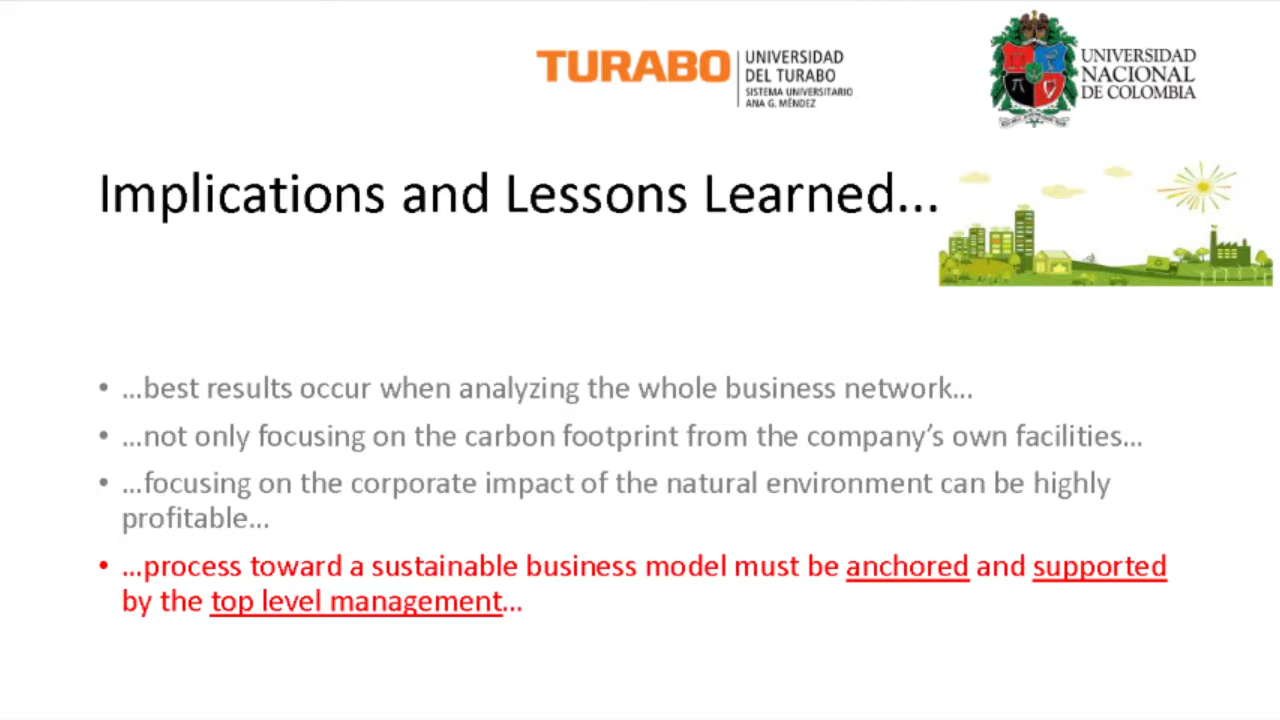 TURABO
UNIVERSIDAD
DEL TURABO
SISTEMA UNIVERSITARIO
ANA G. MÉNDEZ
UNIVERSIDAD
NACIONAL
DE COLOMBIA
Implications and Lessons Learned...
• ...best results occur when analyzing the whole business network...
• ...not only focusing on the carbon footprint from the company’s own facilities...
• ...focusing on the corporate impact of the natural environment can be highly
profitable...
• ...process toward a sustainable business model must be anchored and supported
by the top level management...